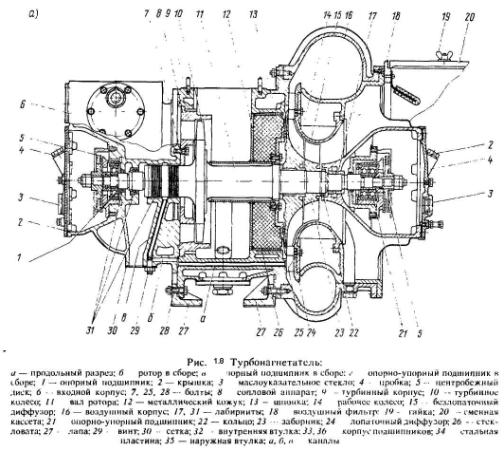 а)
7 8 9 10 11 12 13 14 15 16 17 18 19 20
6
5
4
3
2
1
2
4
3
31 30 в 29 б 28 27 а 27 26 25 24 23 22 21 5
Рис. 1.8 Турбонагнетатель:
а — продольный разрез; б ротор в сборе; в опорный подшипник в сборе; г опорно-упорный подшипник в
сборе; 1 — опорный подшипник; 2 — крышка; 3 маслоуказательное стекло; 4 пробка; 5 центробежный
диск; 6 — входной корпус; 7, 25, 28 — болты; 8 сопловой аппарат; 9 — турбинный корпус; 10 — турбинное
колесо; 11 вал ротора; 12 — металлический кожух; 13 — шпонка; 14 рабочее колесо; 15 — безлопаточный
диффузор; 16 — воздушный корпус; 17, 31 — лабиринты; 18 воздушный фильтр; 19 — гайка; 20 — сменная
кассета; 21 опорно-упорный подшипник; 22 — кольцо; 23 — заборник; 24 лопаточный диффузор; 26 — стек-
ловата; 27 — лапа; 29 — винт; 30 — сетка; 32 внутренняя втулка; 33, 36 корпус подшипников; 34 стальная
пластина; 35 — наружная втулка; а, б, в каналы